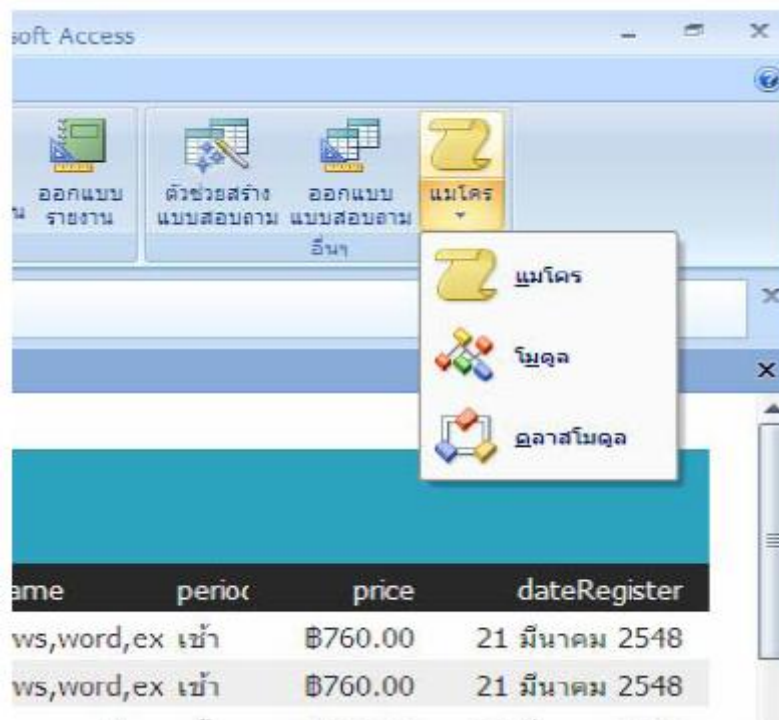 soft Access
ออกแบบ
รายงาน
น
ตัวช่วยสร้าง
แบบสอบถาม
ออกแบบ
แบบสอบถาม
แมโคร
อื่นๆ
แมโคร
โมดูล
คลาสโมดูล
ame period price dateRegister
ws,word,ex เช้า ฿760.00 21 มีนาคม 2548
ws,word,ex เช้า ฿760.00 21 มีนาคม 2548